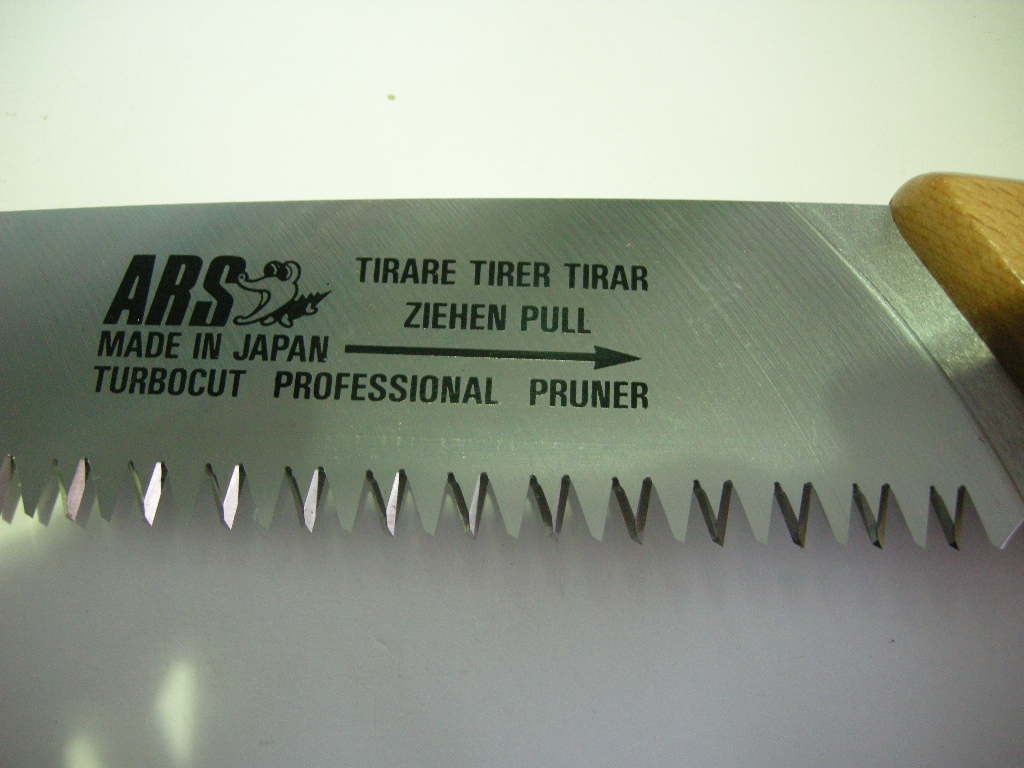 ARS
TIRARE TIRER TIRAR
ZIEHEN PULL
MADE IN JAPAN
TURBOCUT PROFESSIONAL PRUNER